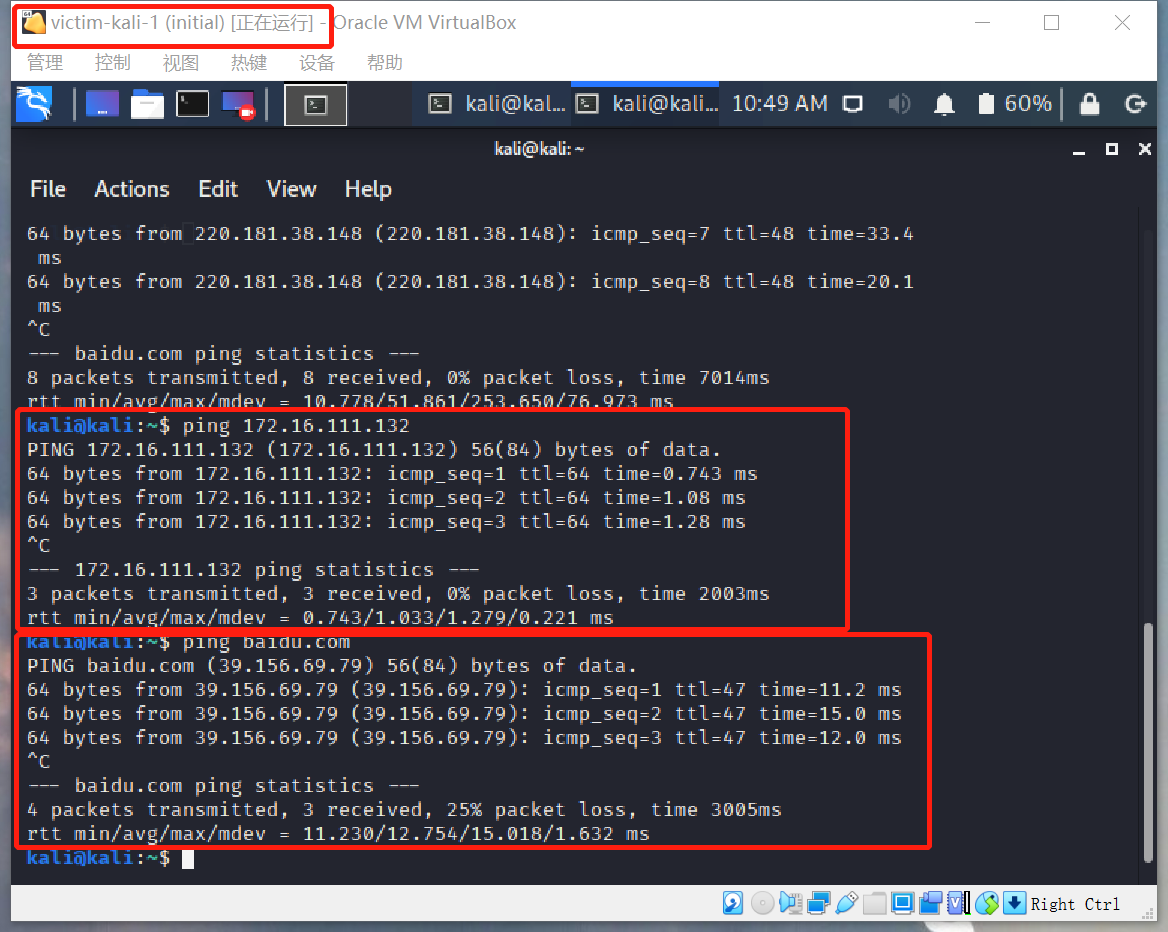 victim-kali-1 (initial) [正在运行] - Oracle VM VirtualBox
管理 控制 视图 热键 设备 帮助
kali@kal... kali@kali... 10:49 AM 60%
kali@kali: ~
File Actions Edit View Help
64 bytes from 220.181.38.148 (220.181.38.148): icmp_seq=7 ttl=48 time=33.4
ms
64 bytes from 220.181.38.148 (220.181.38.148): icmp_seq=8 ttl=48 time=20.1
ms
^C
--- baidu.com ping statistics ---
8 packets transmitted, 8 received, 0% packet loss, time 7014ms
rtt min/avg/max/mdev = 10.778/51.861/253.650/76.973 ms
kali@kali:~$ ping 172.16.111.132
PING 172.16.111.132 (172.16.111.132) 56(84) bytes of data.
64 bytes from 172.16.111.132: icmp_seq=1 ttl=64 time=0.743 ms
64 bytes from 172.16.111.132: icmp_seq=2 ttl=64 time=1.08 ms
64 bytes from 172.16.111.132: icmp_seq=3 ttl=64 time=1.28 ms
^C
--- 172.16.111.132 ping statistics ---
3 packets transmitted, 3 received, 0% packet loss, time 2003ms
rtt min/avg/max/mdev = 0.743/1.033/1.279/0.221 ms
kali@kali:~$ ping baidu.com
PING baidu.com (39.156.69.79) 56(84) bytes of data.
64 bytes from 39.156.69.79 (39.156.69.79): icmp_seq=1 ttl=47 time=11.2 ms
64 bytes from 39.156.69.79 (39.156.69.79): icmp_seq=2 ttl=47 time=15.0 ms
64 bytes from 39.156.69.79 (39.156.69.79): icmp_seq=3 ttl=47 time=12.0 ms
^C
--- baidu.com ping statistics ---
4 packets transmitted, 3 received, 25% packet loss, time 3005ms
rtt min/avg/max/mdev = 11.230/12.754/15.018/1.632 ms
kali@kali:~$
Right Ctrl